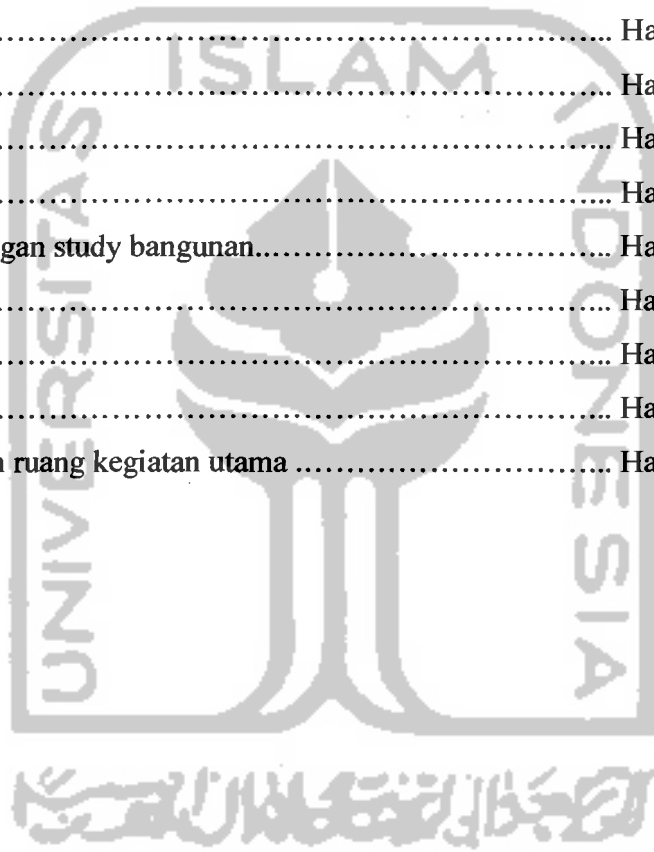 ............................................................ Ha
ISLAM
............................................................ Ha
............................................................ Ha
............................................................ Ha
gan study bangunan.................................... Ha
............................................................ Ha
............................................................ Ha
............................................................ Ha
ruang kegiatan utama ................................ Ha
UNIVERSITAS
INDONESIA